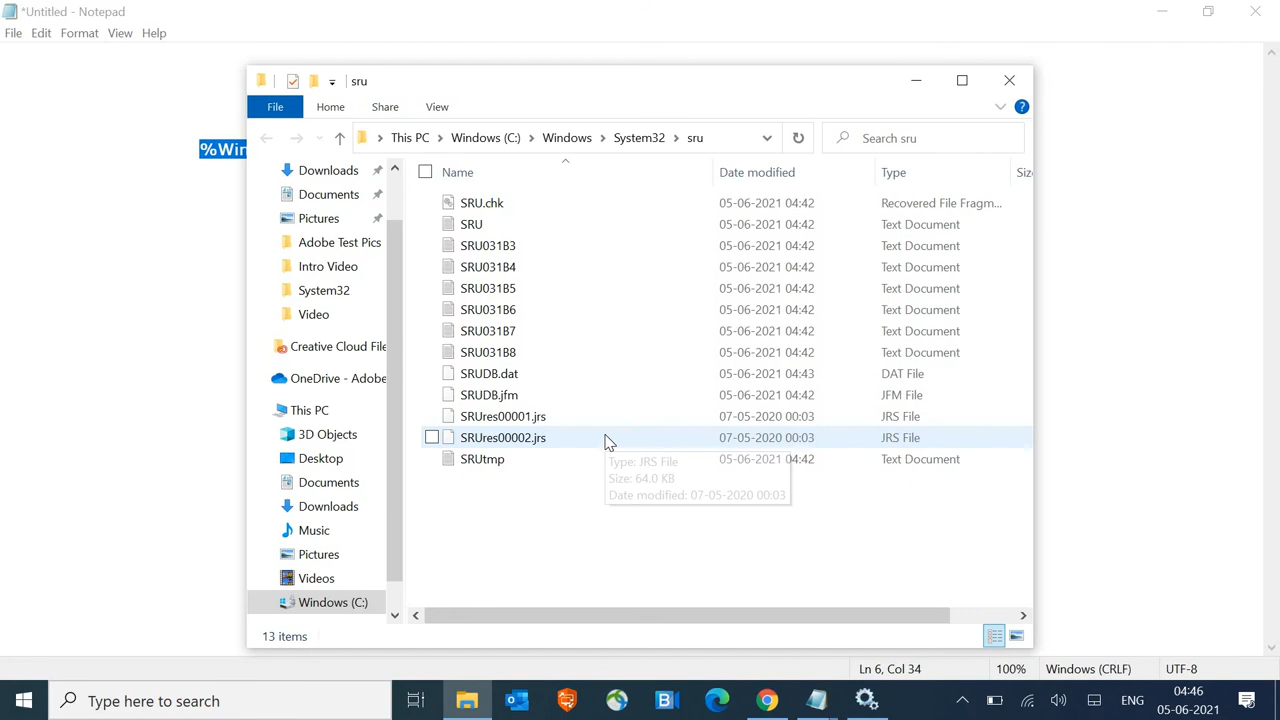 *Untitled - Notepad
File Edit Format View Help
%Win
sru
File Home Share View
This PC Windows (C:) Windows System32 sru Search sru
Name Date modified Type Siz
Downloads
Documents
Pictures
Adobe Test Pics
Intro Video
System32
Video
Creative Cloud File
OneDrive - Adobe
This PC
3D Objects
Desktop
Documents
Downloads
Music
Pictures
Videos
Windows (C:)
SRU.chk 05-06-2021 04:42 Recovered File Fragm...
SRU 05-06-2021 04:42 Text Document
SRU031B3 05-06-2021 04:42 Text Document
SRU031B4 05-06-2021 04:42 Text Document
SRU031B5 05-06-2021 04:42 Text Document
SRU031B6 05-06-2021 04:42 Text Document
SRU031B7 05-06-2021 04:42 Text Document
SRU031B8 05-06-2021 04:42 Text Document
SRUDB.dat 05-06-2021 04:43 DAT File
SRUDB.jfm 05-06-2021 04:42 JFM File
SRUres00001.jrs 07-05-2020 00:03 JRS File
SRUres00002.jrs 07-05-2020 00:03 JRS File
SRUtmp 05-06-2021 04:42 Text Document
Type: JRS File
Size: 64.0 KB
Date modified: 07-05-2020 00:03
13 items
Ln 6, Col 34 100% Windows (CRLF) UTF-8
Type here to search
ENG
04:46
05-06-2021